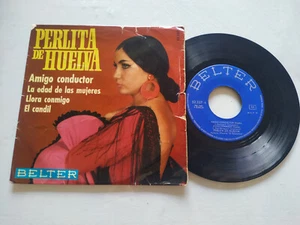 PERLITA
DE HUELVA
Amigo conductor
La edad de las mujeres
Llora conmigo
El candil
BELTER
BELTER